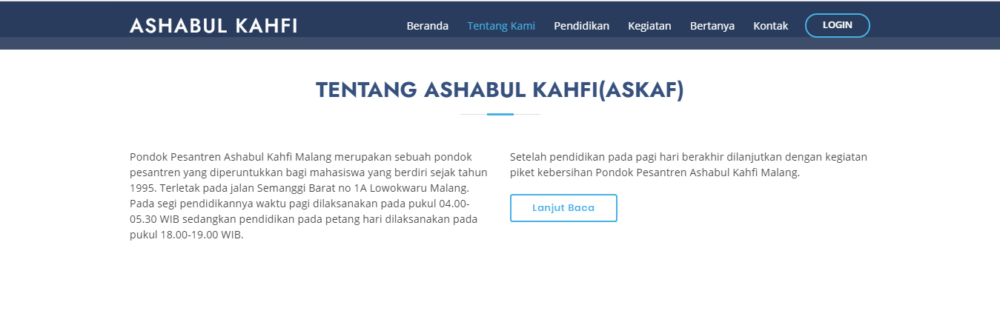 ASHABUL KAHFI
Beranda Tentang Kami Pendidikan Kegiatan Bertanya Kontak LOGIN
TENTANG ASHABUL KAHFI(ASKAF)
Pondok Pesantren Ashabul Kahfi Malang merupakan sebuah pondok
pesantren yang diperuntukkan bagi mahasiswa yang berdiri sejak tahun
1995. Terletak pada jalan Semanggi Barat no 1A Lowokwaru Malang.
Pada segi pendidikannya waktu pagi dilaksanakan pada pukul 04.00-
05.30 WIB sedangkan pendidikan pada petang hari dilaksanakan pada
pukul 18.00-19.00 WIB.
Setelah pendidikan pada pagi hari berakhir dilanjutkan dengan kegiatan
piket kebersihan Pondok Pesantren Ashabul Kahfi Malang.
Lanjut Baca